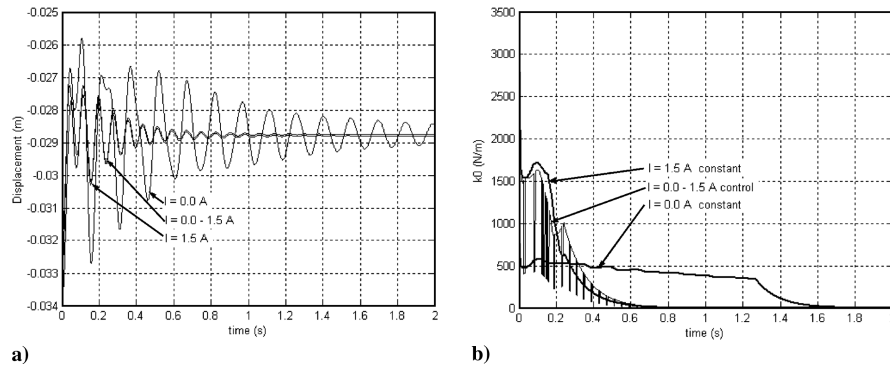 -0.025
-0.026
-0.027
-0.028
-0.029
-0.03
-0.031
-0.032
-0.033
-0.034
Displacement (m)
I = 0.0 A
I = 0.0 - 1.5 A
I = 1.5 A
0 0.2 0.4 0.6 0.8 1 1.2 1.4 1.6 1.8 2
time (s)
a)
3500
3000
2500
2000
1500
1000
500
0
k0 (N/m)
I = 1.5 A constant
I = 0.0 - 1.5 A control
I = 0.0 A constant
0 0.2 0.4 0.6 0.8 1 1.2 1.4 1.6 1.8
time (s)
b)